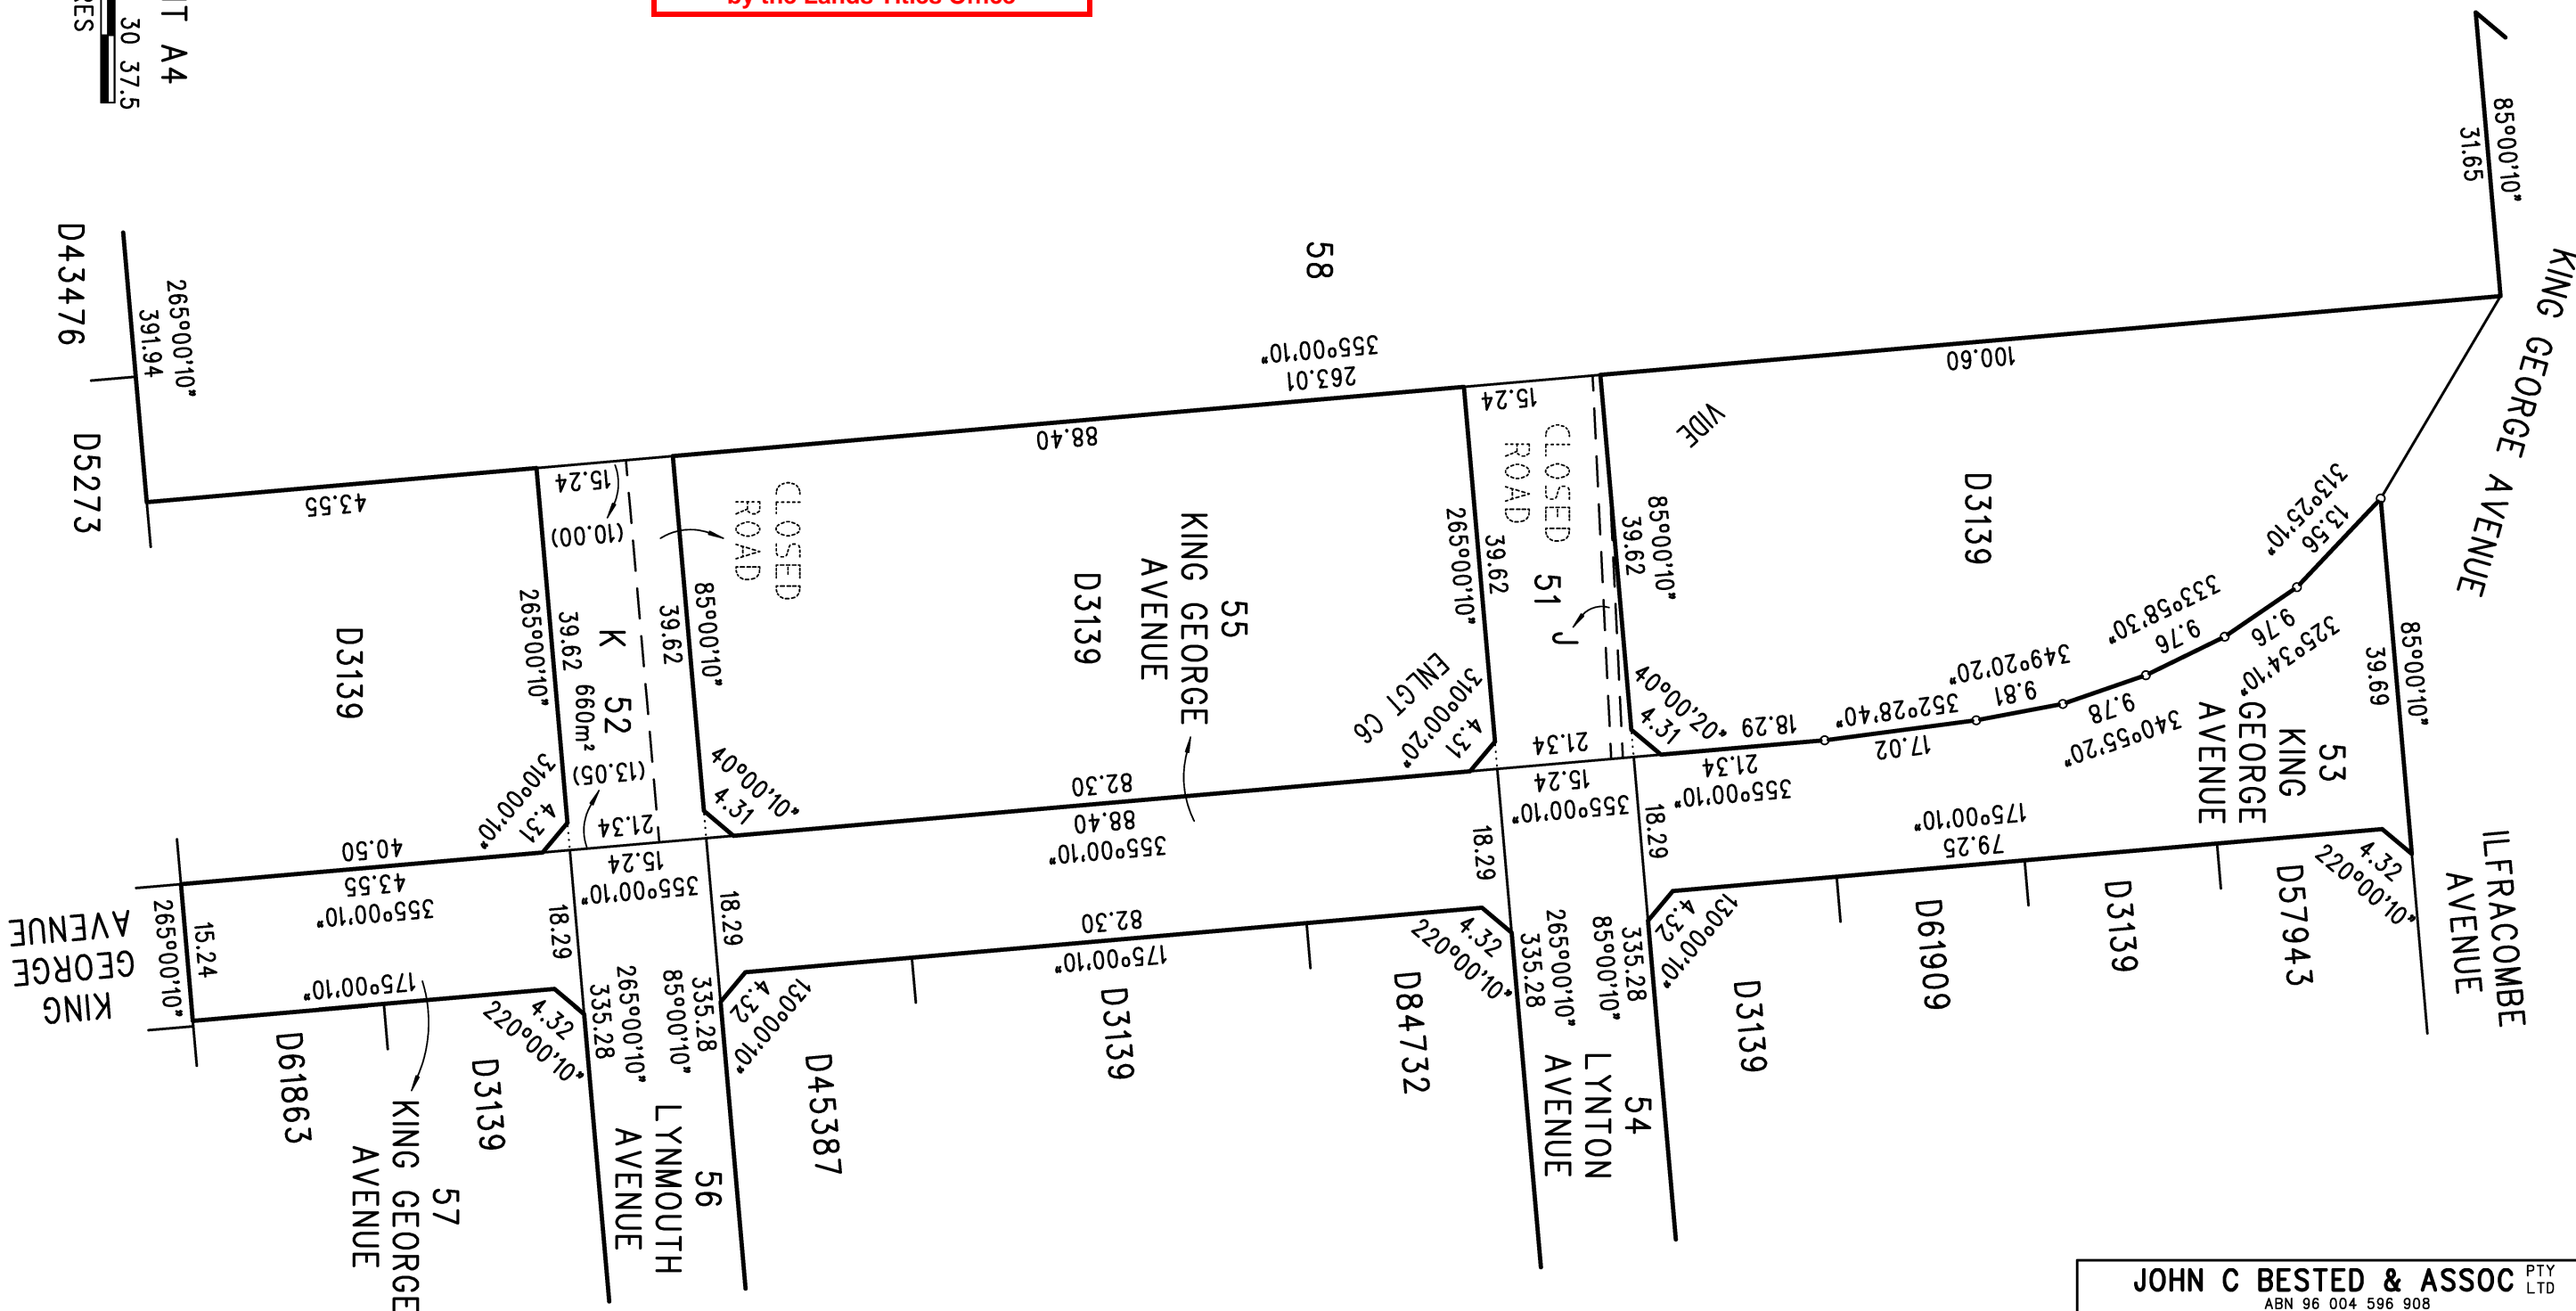 by the Lands Titles Office
IT A4
30 37.5
RES
85°00'10"
31.65
KING GEORGE AVENUE
58
D43476
265°00'10"
391.94
D5273
355°00'10"
263.01
100.60
88.40
43.55
15.24
15.24
(10.00)
VIDE
CLOSED
ROAD
CLOSED
ROAD
D3139
D3139
D3139
55
KING GEORGE
AVENUE
51
J
K 52
660m²
(13.05)
265°00'10"
39.62
85°00'10"
39.62
265°00'10"
39.62
85°00'10"
39.62
ENLGT C6
310°00'20"
4.31
40°00'20"
4.31
310°00'10"
4.31
40°00'10"
4.31
313°25'10"
13.56
325°34'10"
9.76
333°58'30"
9.76
340°55'20"
9.78
349°20'20"
9.81
352°28'40"
17.02
18.29
21.34
355°00'10"
21.34
15.24
355°00'10"
82.30
88.40
355°00'10"
21.34
15.24
355°00'10"
40.50
43.55
355°00'10"
85°00'10"
39.69
53
KING
GEORGE
AVENUE
ILFRACOMBE
AVENUE
220°00'10"
4.32
175°00'10"
79.25
130°00'10"
4.32
18.29
18.29
18.29
18.29
D57943
D3139
D61909
D3139
335.28
85°00'10"
265°00'10"
335.28
54
LYNTON
AVENUE
4.32
220°00'10"
82.30
175°00'10"
130°00'10"
4.32
D84732
D3139
D45387
335.28
85°00'10"
265°00'10"
335.28
56
LYNMOUTH
AVENUE
4.32
220°00'10"
175°00'10"
D3139
D61863
57
KING GEORGE
AVENUE
15.24
265°00'10"
KING
GEORGE
AVENUE
JOHN C BESTED & ASSOC PTY LTD
ABN 96 004 596 908